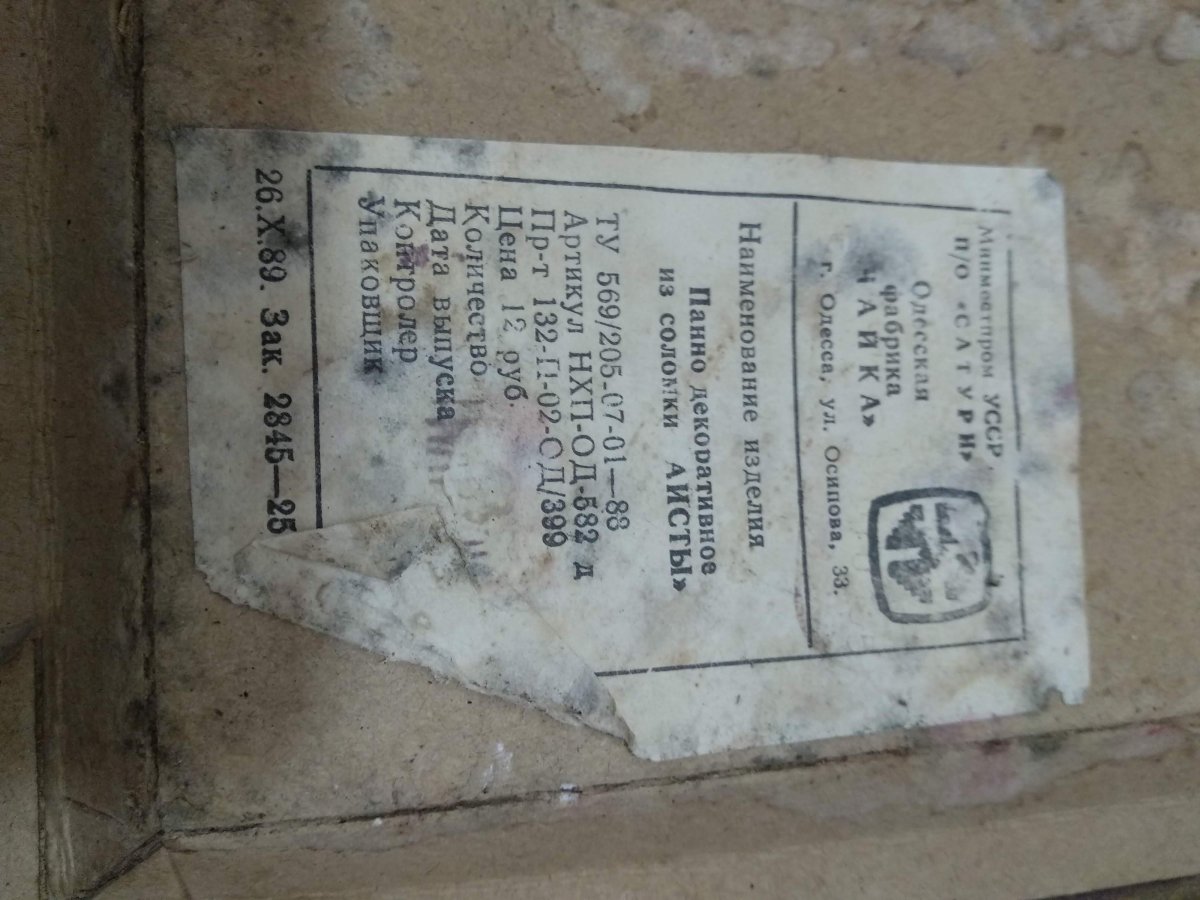 Минместпром УССР
П/О «САТУРН»
Одесская
фабрика
ЧАЙКА»
г. Одесса, ул. Осипова, 33.
Наименование изделия
Панно декоративное
из соломки АИСТЫ»
ТУ 569/205-07-01—88
Артикул НХП-ОД-582 д
Пр-т 132-П-02-ОД/399
Цена 12 руб.
Количество
Дата выпуска
Контролер
Упаковщик
26.X.89. Зак. 2845—25